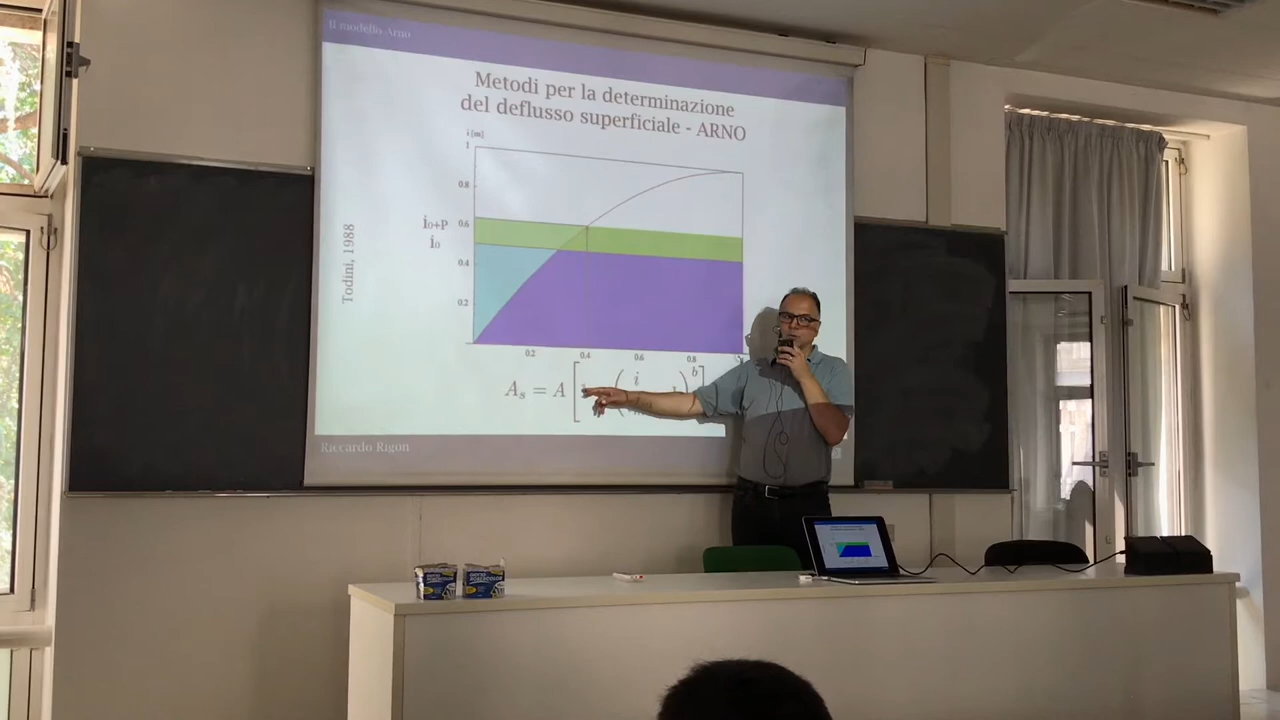 Il modello Arno
Metodi per la determinazione
del deflusso superficiale - ARNO
i [m]
1
0.8
0.6
i₀+P
i₀
0.4
0.2
0.2
0.4
0.6
0.8
Todini, 1988
Aₛ = A [ ( i ) ᵇ ]
Riccardo Rigon